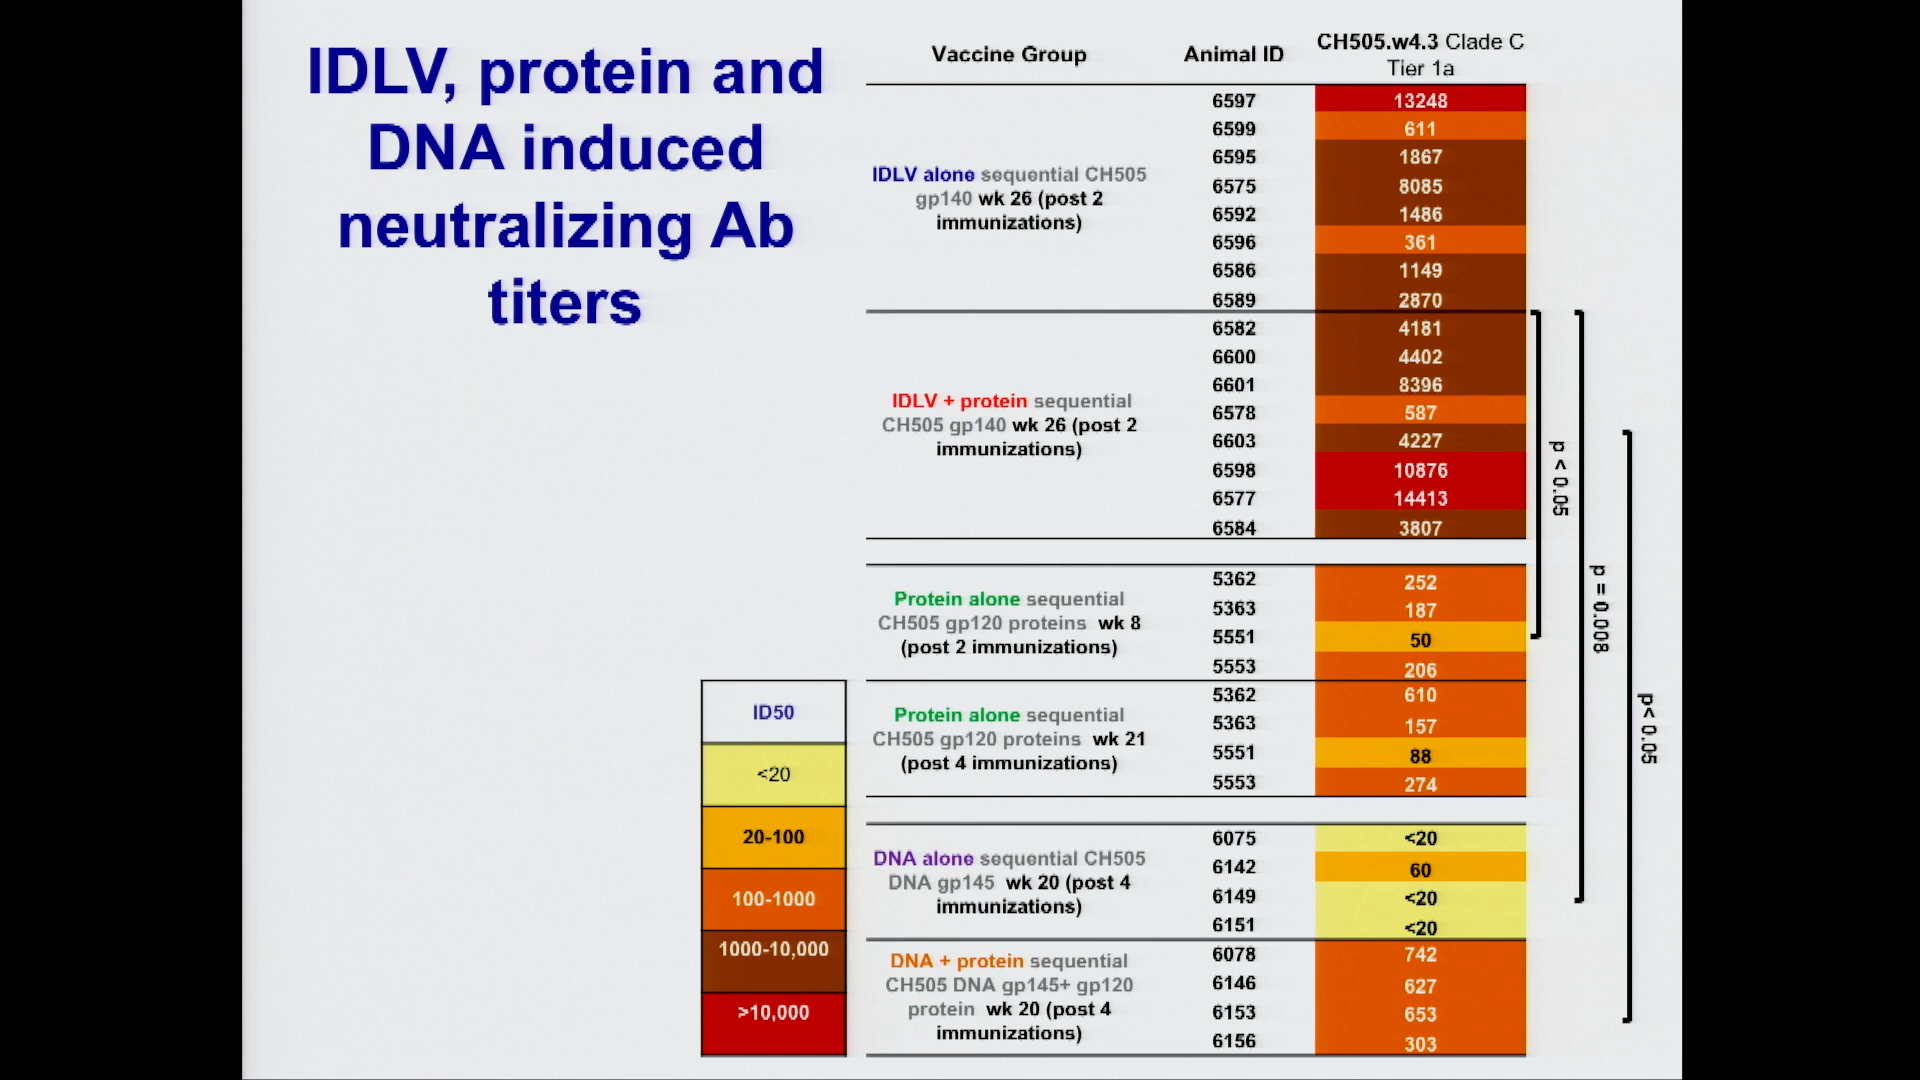 IDLV, protein and
DNA induced
neutralizing Ab
titers
Vaccine Group Animal ID CH505.w4.3 Clade C
Tier 1a
IDLV alone sequential CH505
gp140 wk 26 (post 2
immunizations)
6597 13248
6599 611
6595 1867
6575 8085
6592 1486
6596 361
6586 1149
6589 2870
IDLV + protein sequential
CH505 gp140 wk 26 (post 2
immunizations)
6582 4181
6600 4402
6601 8396
6578 587
6603 4227
6598 10876
6577 14413
6584 3807
Protein alone sequential
CH505 gp120 proteins wk 8
(post 2 immunizations)
5362 252
5363 187
5551 50
5553 206
Protein alone sequential
CH505 gp120 proteins wk 21
(post 4 immunizations)
5362 610
5363 157
5551 88
5553 274
DNA alone sequential CH505
DNA gp145 wk 20 (post 4
immunizations)
6075 <20
6142 60
6149 <20
6151 <20
DNA + protein sequential
CH505 DNA gp145+ gp120
protein wk 20 (post 4
immunizations)
6078 742
6146 627
6153 653
6156 303
p < 0.05
p = 0.008
p< 0.05
ID50
<20
20-100
100-1000
1000-10,000
>10,000